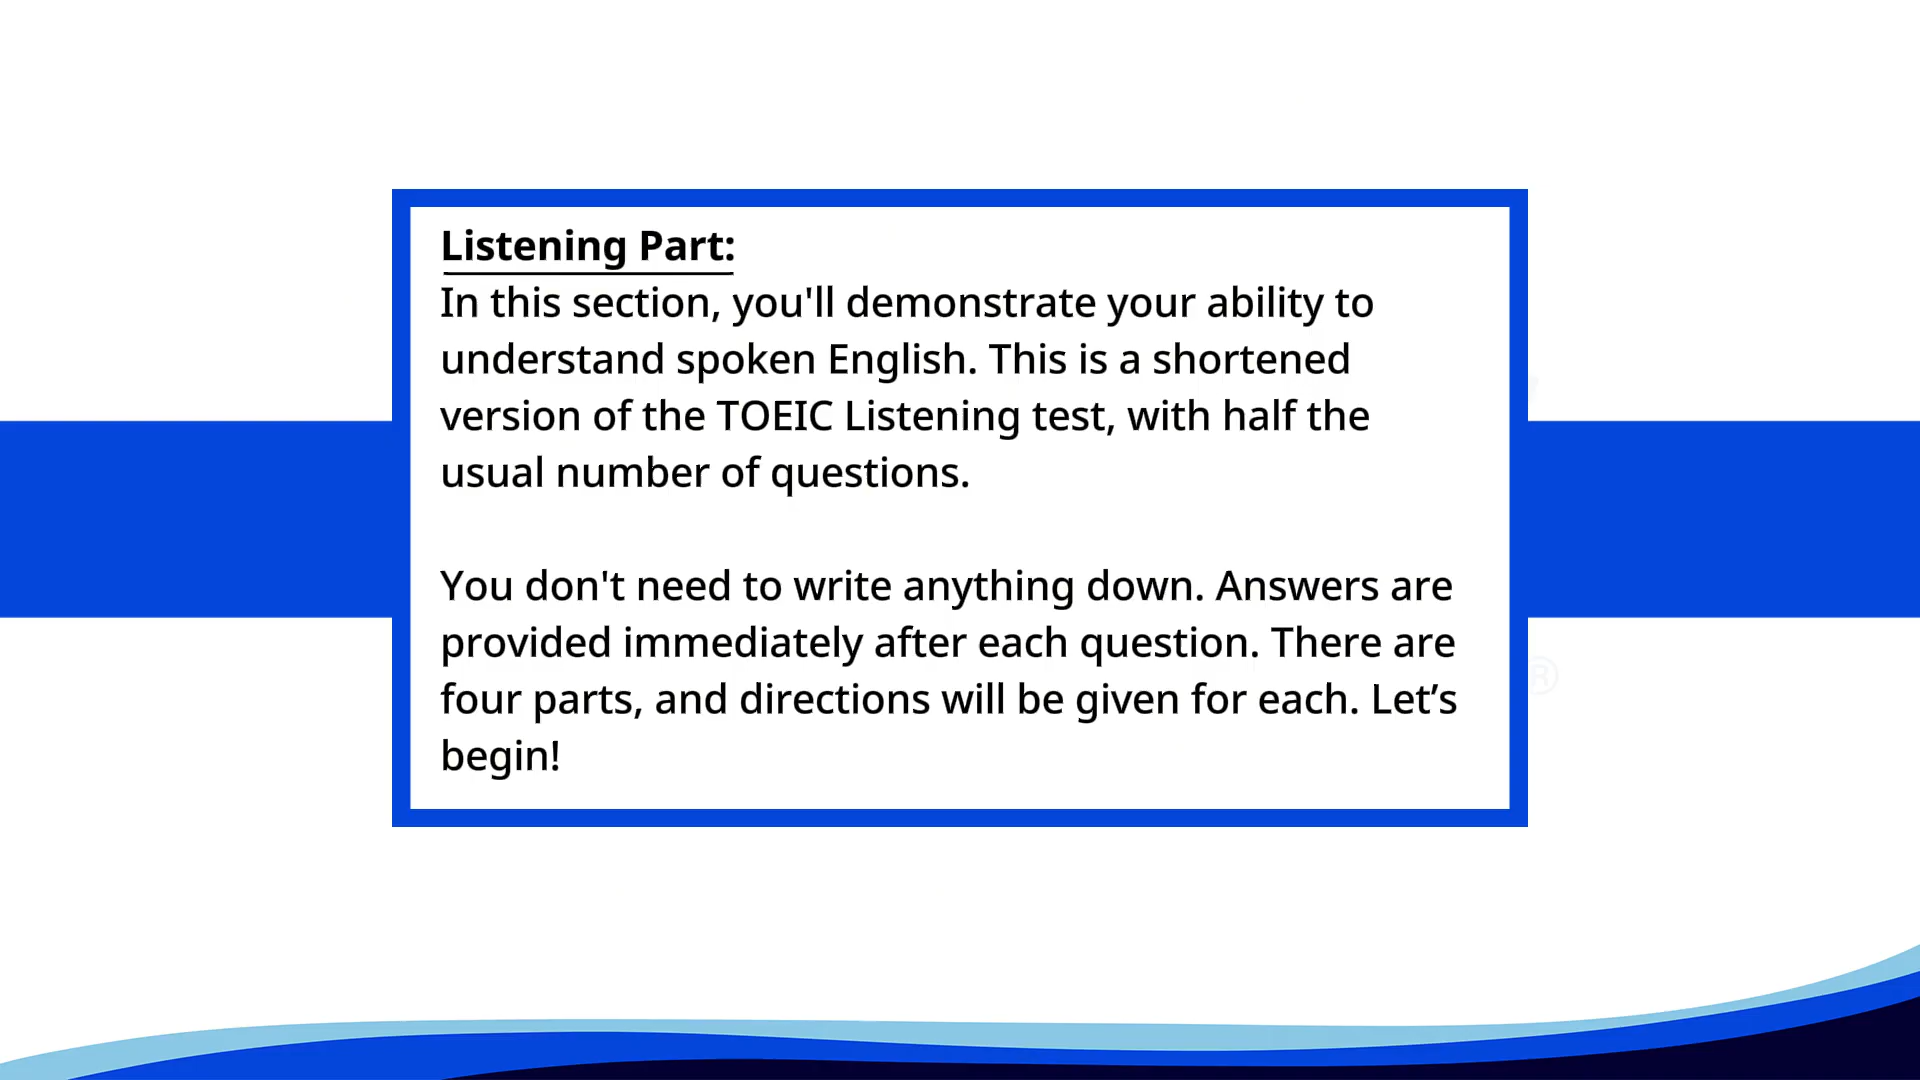 Listening Part:
In this section, you'll demonstrate your ability to
understand spoken English. This is a shortened
version of the TOEIC Listening test, with half the
usual number of questions.
You don't need to write anything down. Answers are
provided immediately after each question. There are
four parts, and directions will be given for each. Let’s
begin!
®